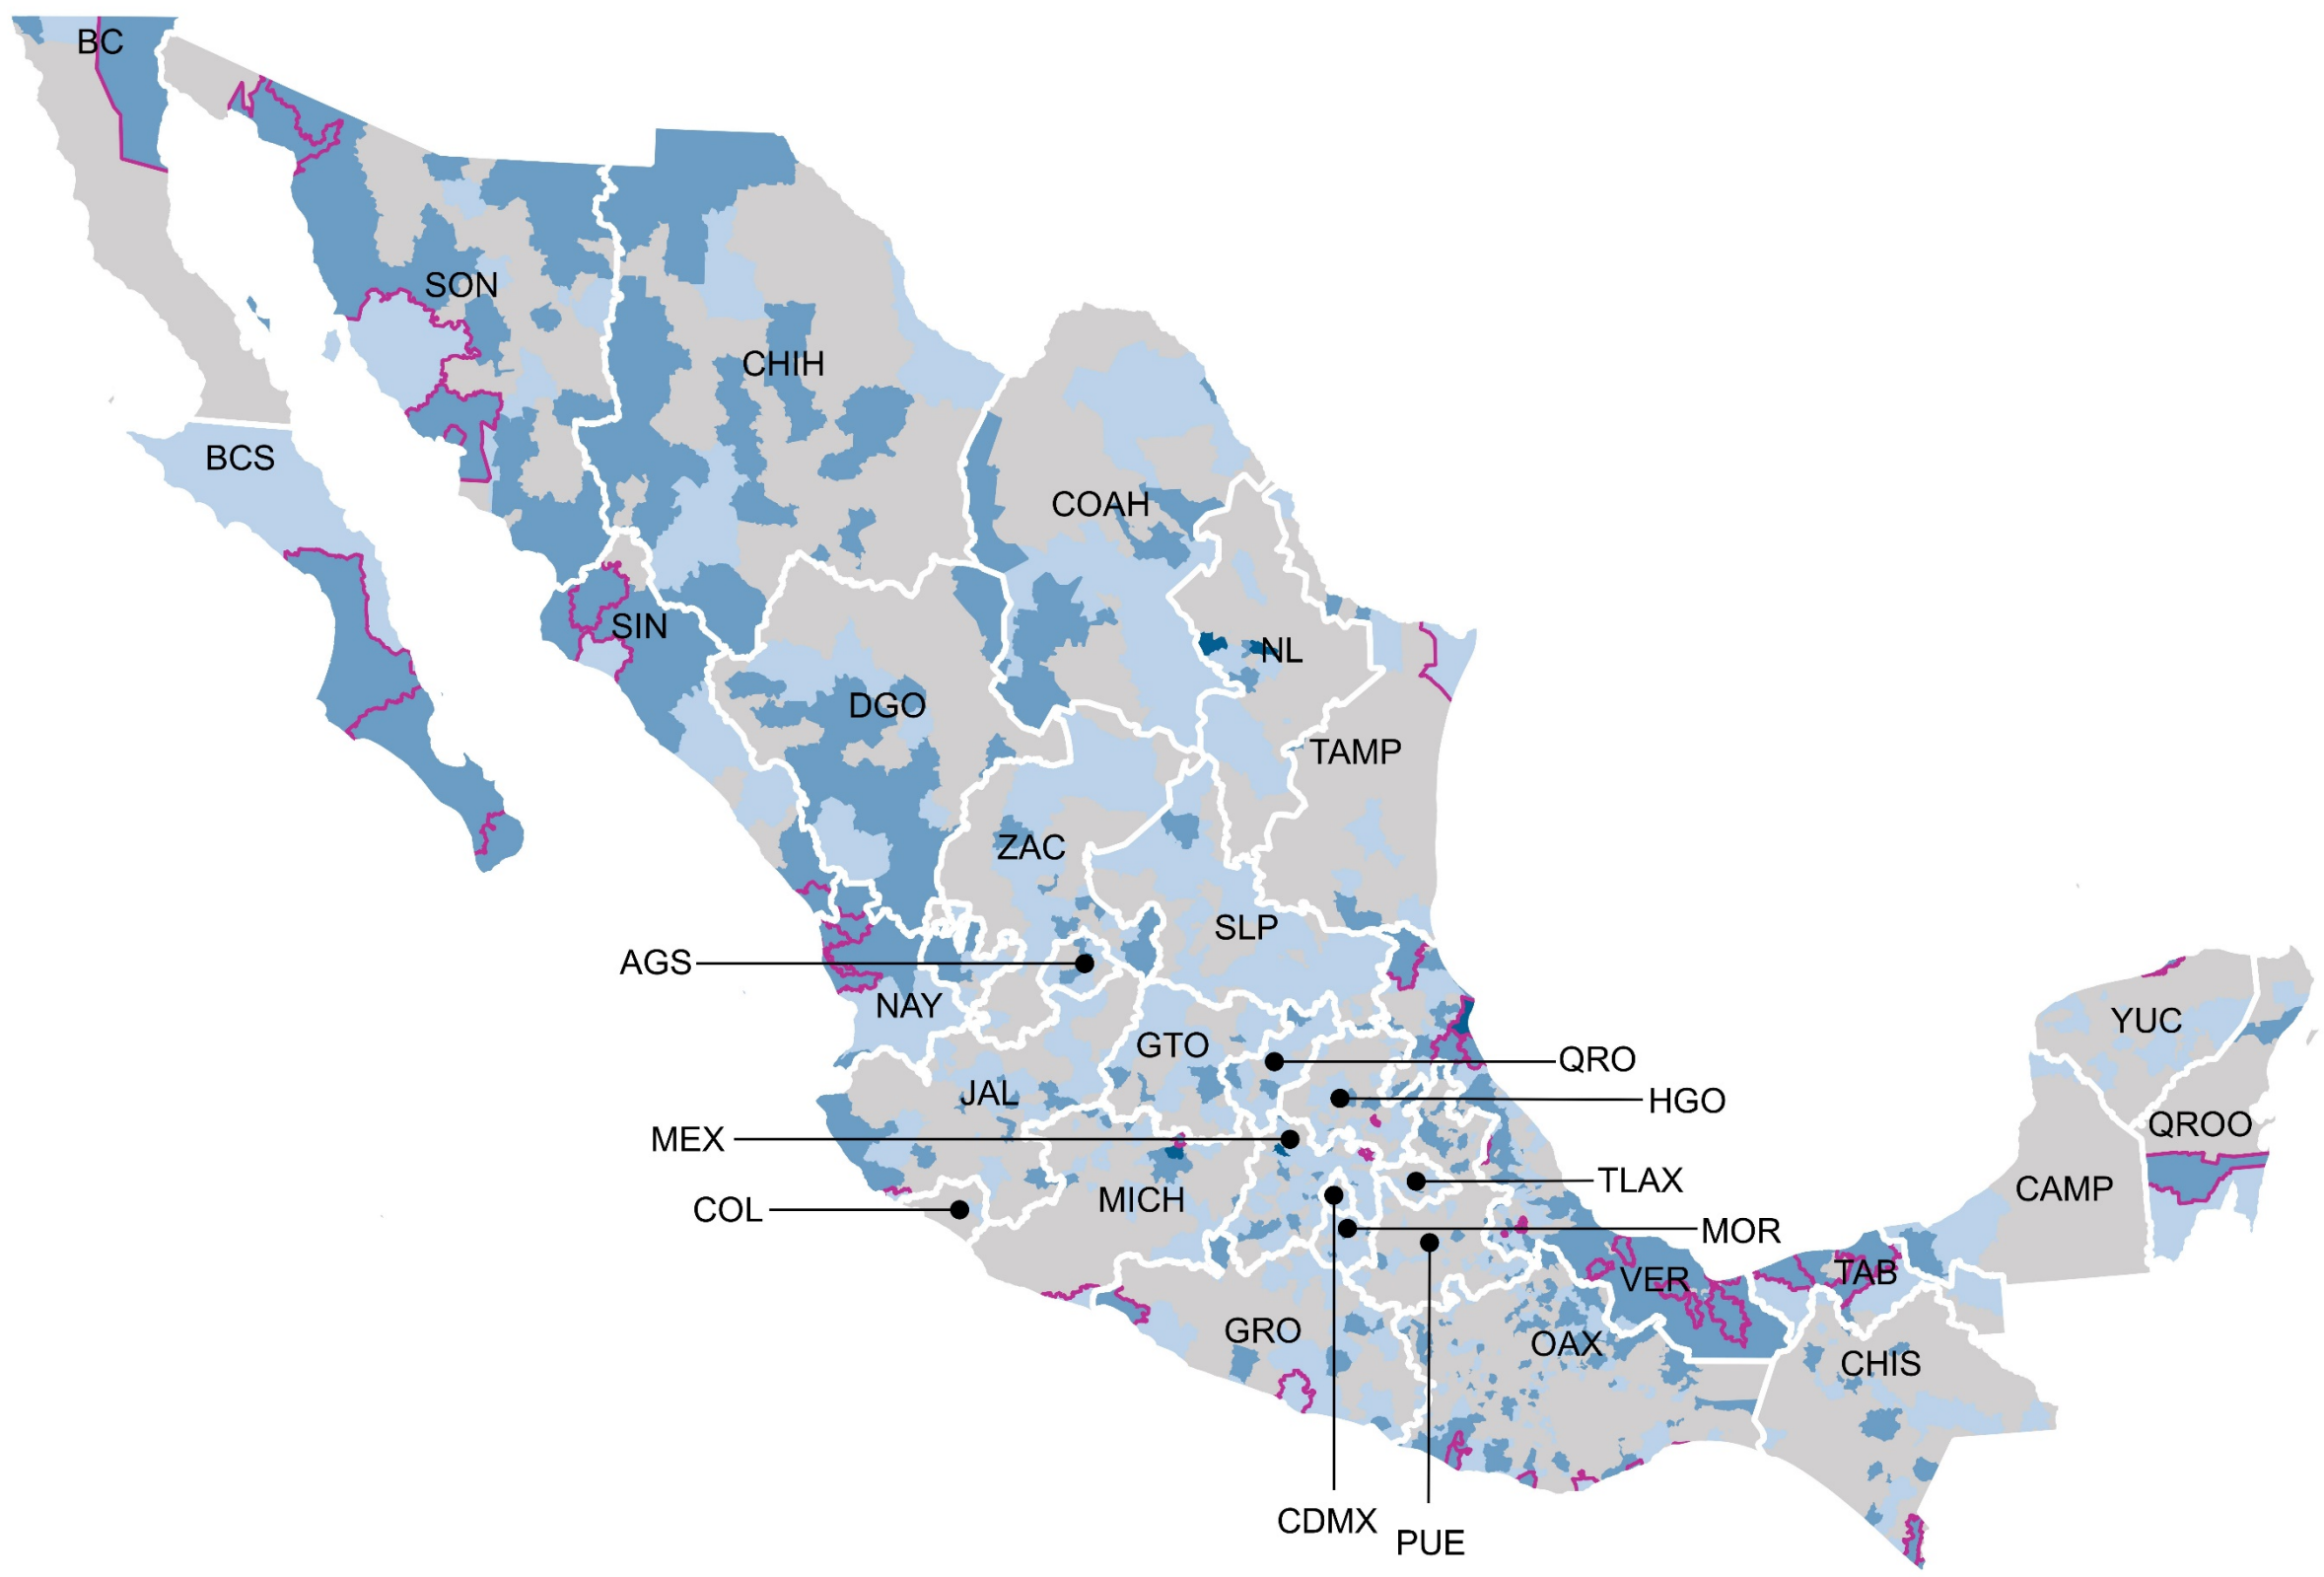 BC
SON
CHIH
BCS
COAH
SIN
NL
DGO
TAMP
ZAC
SLP
AGS
NAY
YUC
GTO
QRO
JAL
HGO
QROO
MEX
TLAX
CAMP
MICH
COL
MOR
VER
TAB
GRO
OAX
CHIS
CDMX
PUE